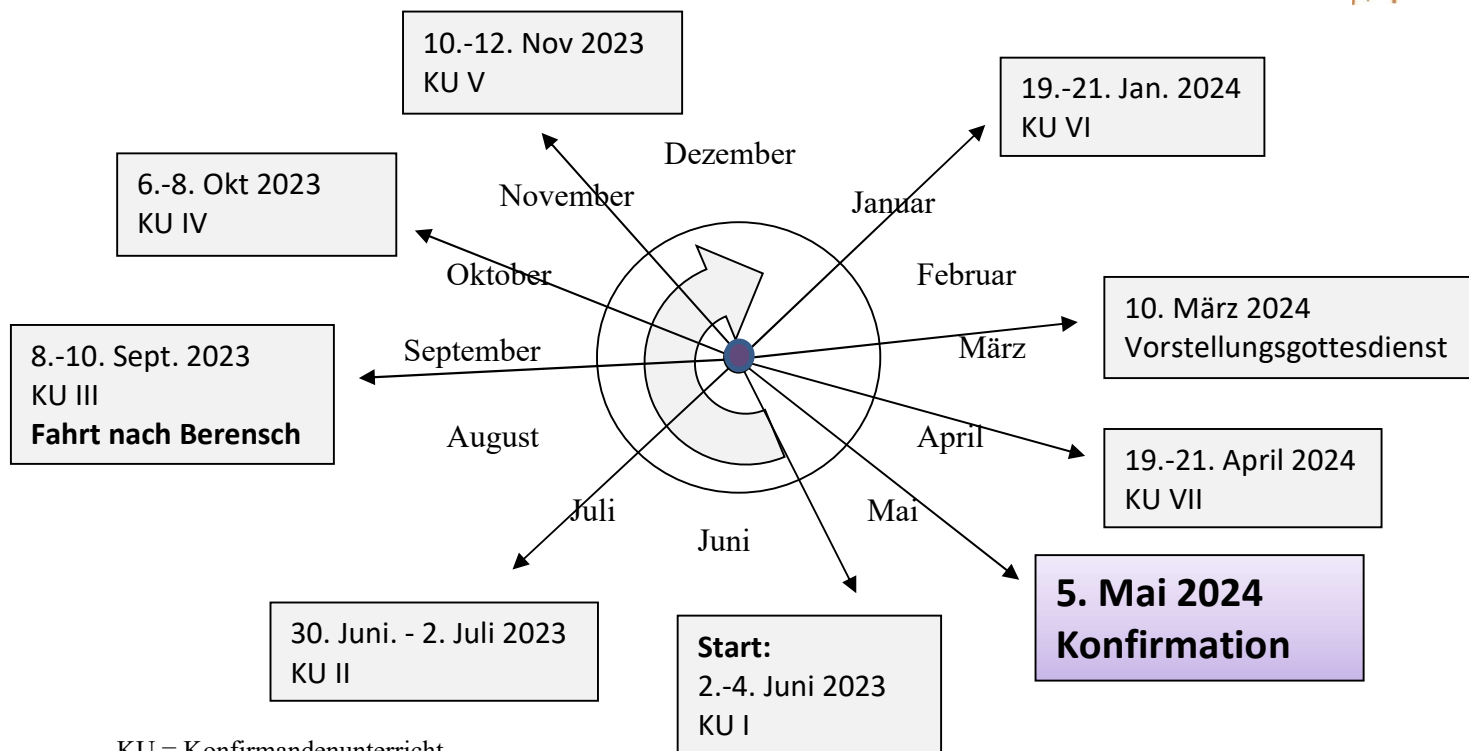 10.-12. Nov 2023
KU V
19.-21. Jan. 2024
KU VI
Dezember
6.-8. Okt 2023
KU IV
November
Januar
Oktober
Februar
10. März 2024
Vorstellungsgottesdienst
8.-10. Sept. 2023
KU III
Fahrt nach Berensch
September
März
August
April
19.-21. April 2024
KU VII
Juli
Mai
Juni
5. Mai 2024
Konfirmation
30. Juni. - 2. Juli 2023
KU II
Start:
2.-4. Juni 2023
KU I
KU = Konfirmandenunterricht